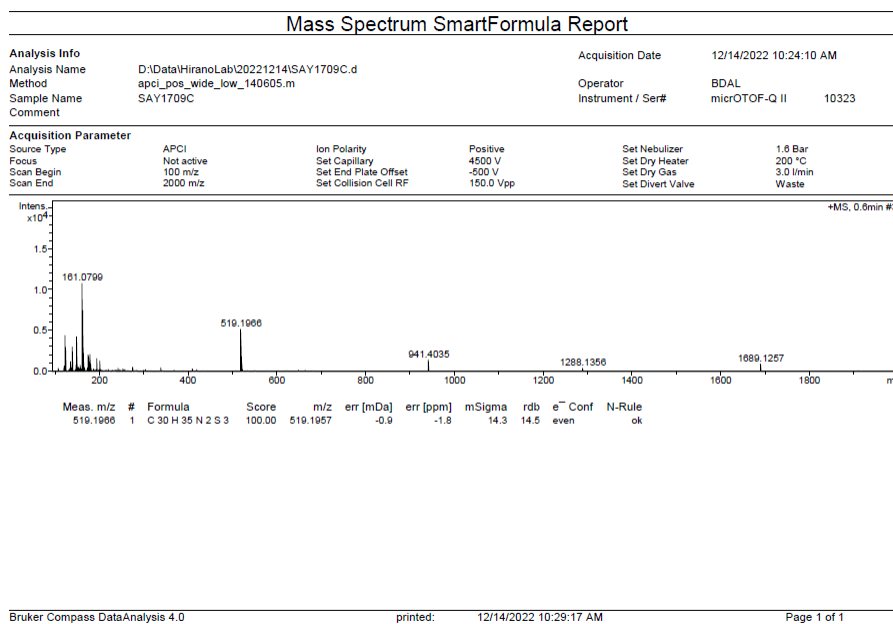 Mass Spectrum SmartFormula Report
Analysis Info
Acquisition Date 12/14/2022 10:24:10 AM
Analysis Name D:\Data\HiranoLab\20221214\SAY1709C.d
Method apci_pos_wide_low_140605.m Operator BDAL
Sample Name SAY1709C Instrument / Ser# micrOTOF-Q II 10323
Comment
Acquisition Parameter
Source Type APCI Ion Polarity Positive Set Nebulizer 1.6 Bar
Focus Not active Set Capillary 4500 V Set Dry Heater 200 °C
Scan Begin 100 m/z Set End Plate Offset -500 V Set Dry Gas 3.0 l/min
Scan End 2000 m/z Set Collision Cell RF 150.0 Vpp Set Divert Valve Waste
Intens. +MS, 0.6min
x10⁴
1.5
161.0799
1.0
519.1966
0.5
941.4035
1288.1356 1689.1257
0.0
200 400 600 800 1000 1200 1400 1600 1800 m
Meas. m/z # Formula Score m/z err [mDa] err [ppm] mSigma rdb e⁻ Conf N-Rule
519.1966 1 C 30 H 35 N 2 S 3 100.00 519.1957 -0.9 -1.8 14.3 14.5 even ok
Bruker Compass DataAnalysis 4.0 printed: 12/14/2022 10:29:17 AM Page 1 of 1